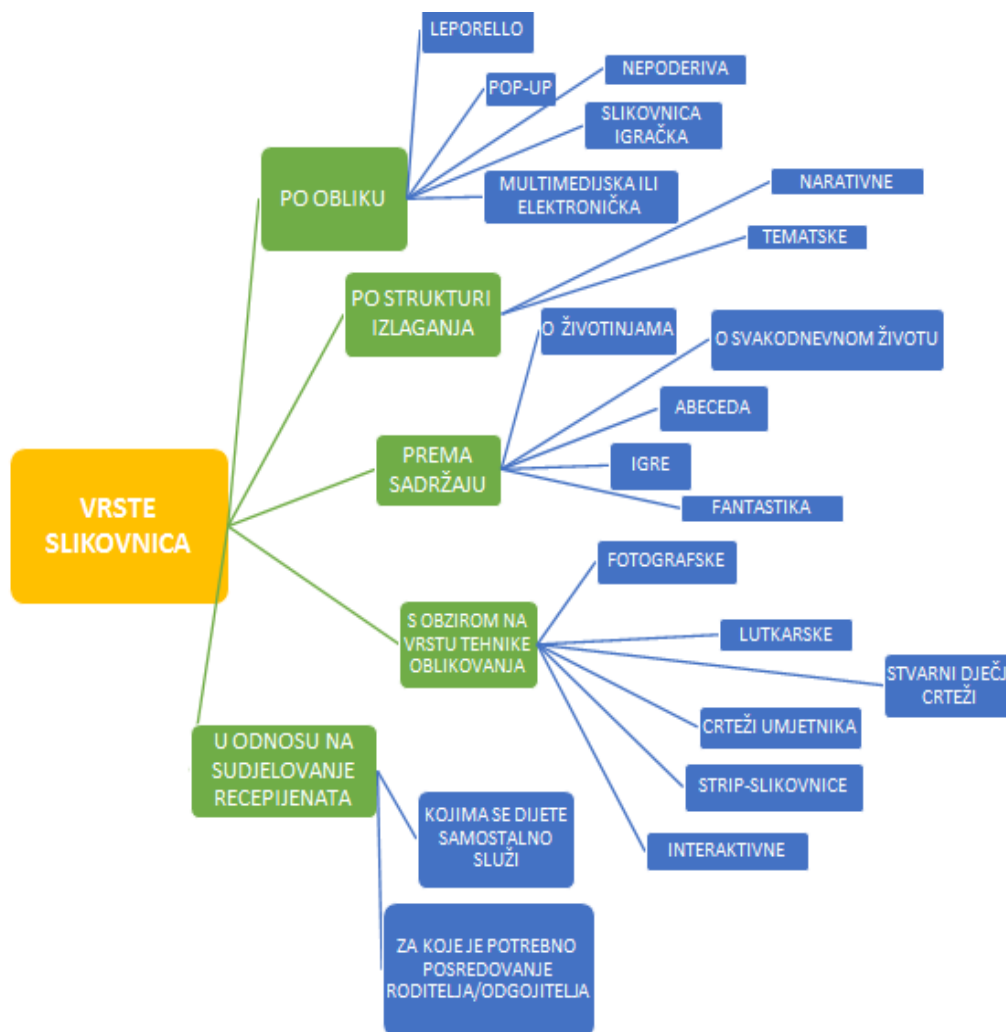 VRSTE
SLIKOVNICA
PO OBLIKU
LEPORELLO
POP-UP
NEPODERIVA
SLIKOVNICA
IGRAČKA
MULTIMEDIJSKA ILI
ELEKTRONIČKA
PO STRUKTURI
IZLAGANJA
NARATIVNE
TEMATSKE
PREMA
SADRŽAJU
O ŽIVOTINJAMA
O SVAKODNEVNOM ŽIVOTU
ABECEDA
IGRE
FANTASTIKA
S OBZIROM NA
VRSTU TEHNIKE
OBLIKOVANJA
FOTOGRAFSKE
LUTKARSKE
STVARNI DJEČJ
CRTEŽI
CRTEŽI UMJETNIKA
STRIP-SLIKOVNICE
INTERAKTIVNE
U ODNOSU NA
SUDJELOVANJE
RECEPIJENATA
KOJIMA SE DIJETE
SAMOSTALNO
SLUŽI
ZA KOJE JE POTREBNO
POSREDOVANJE
RODITELJA/ODGOJITELJA